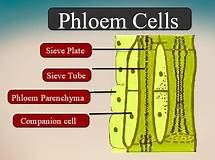 Phloem Cells
Sieve Plate
Sieve Tube
Phloem Parenchyma
Companion cell